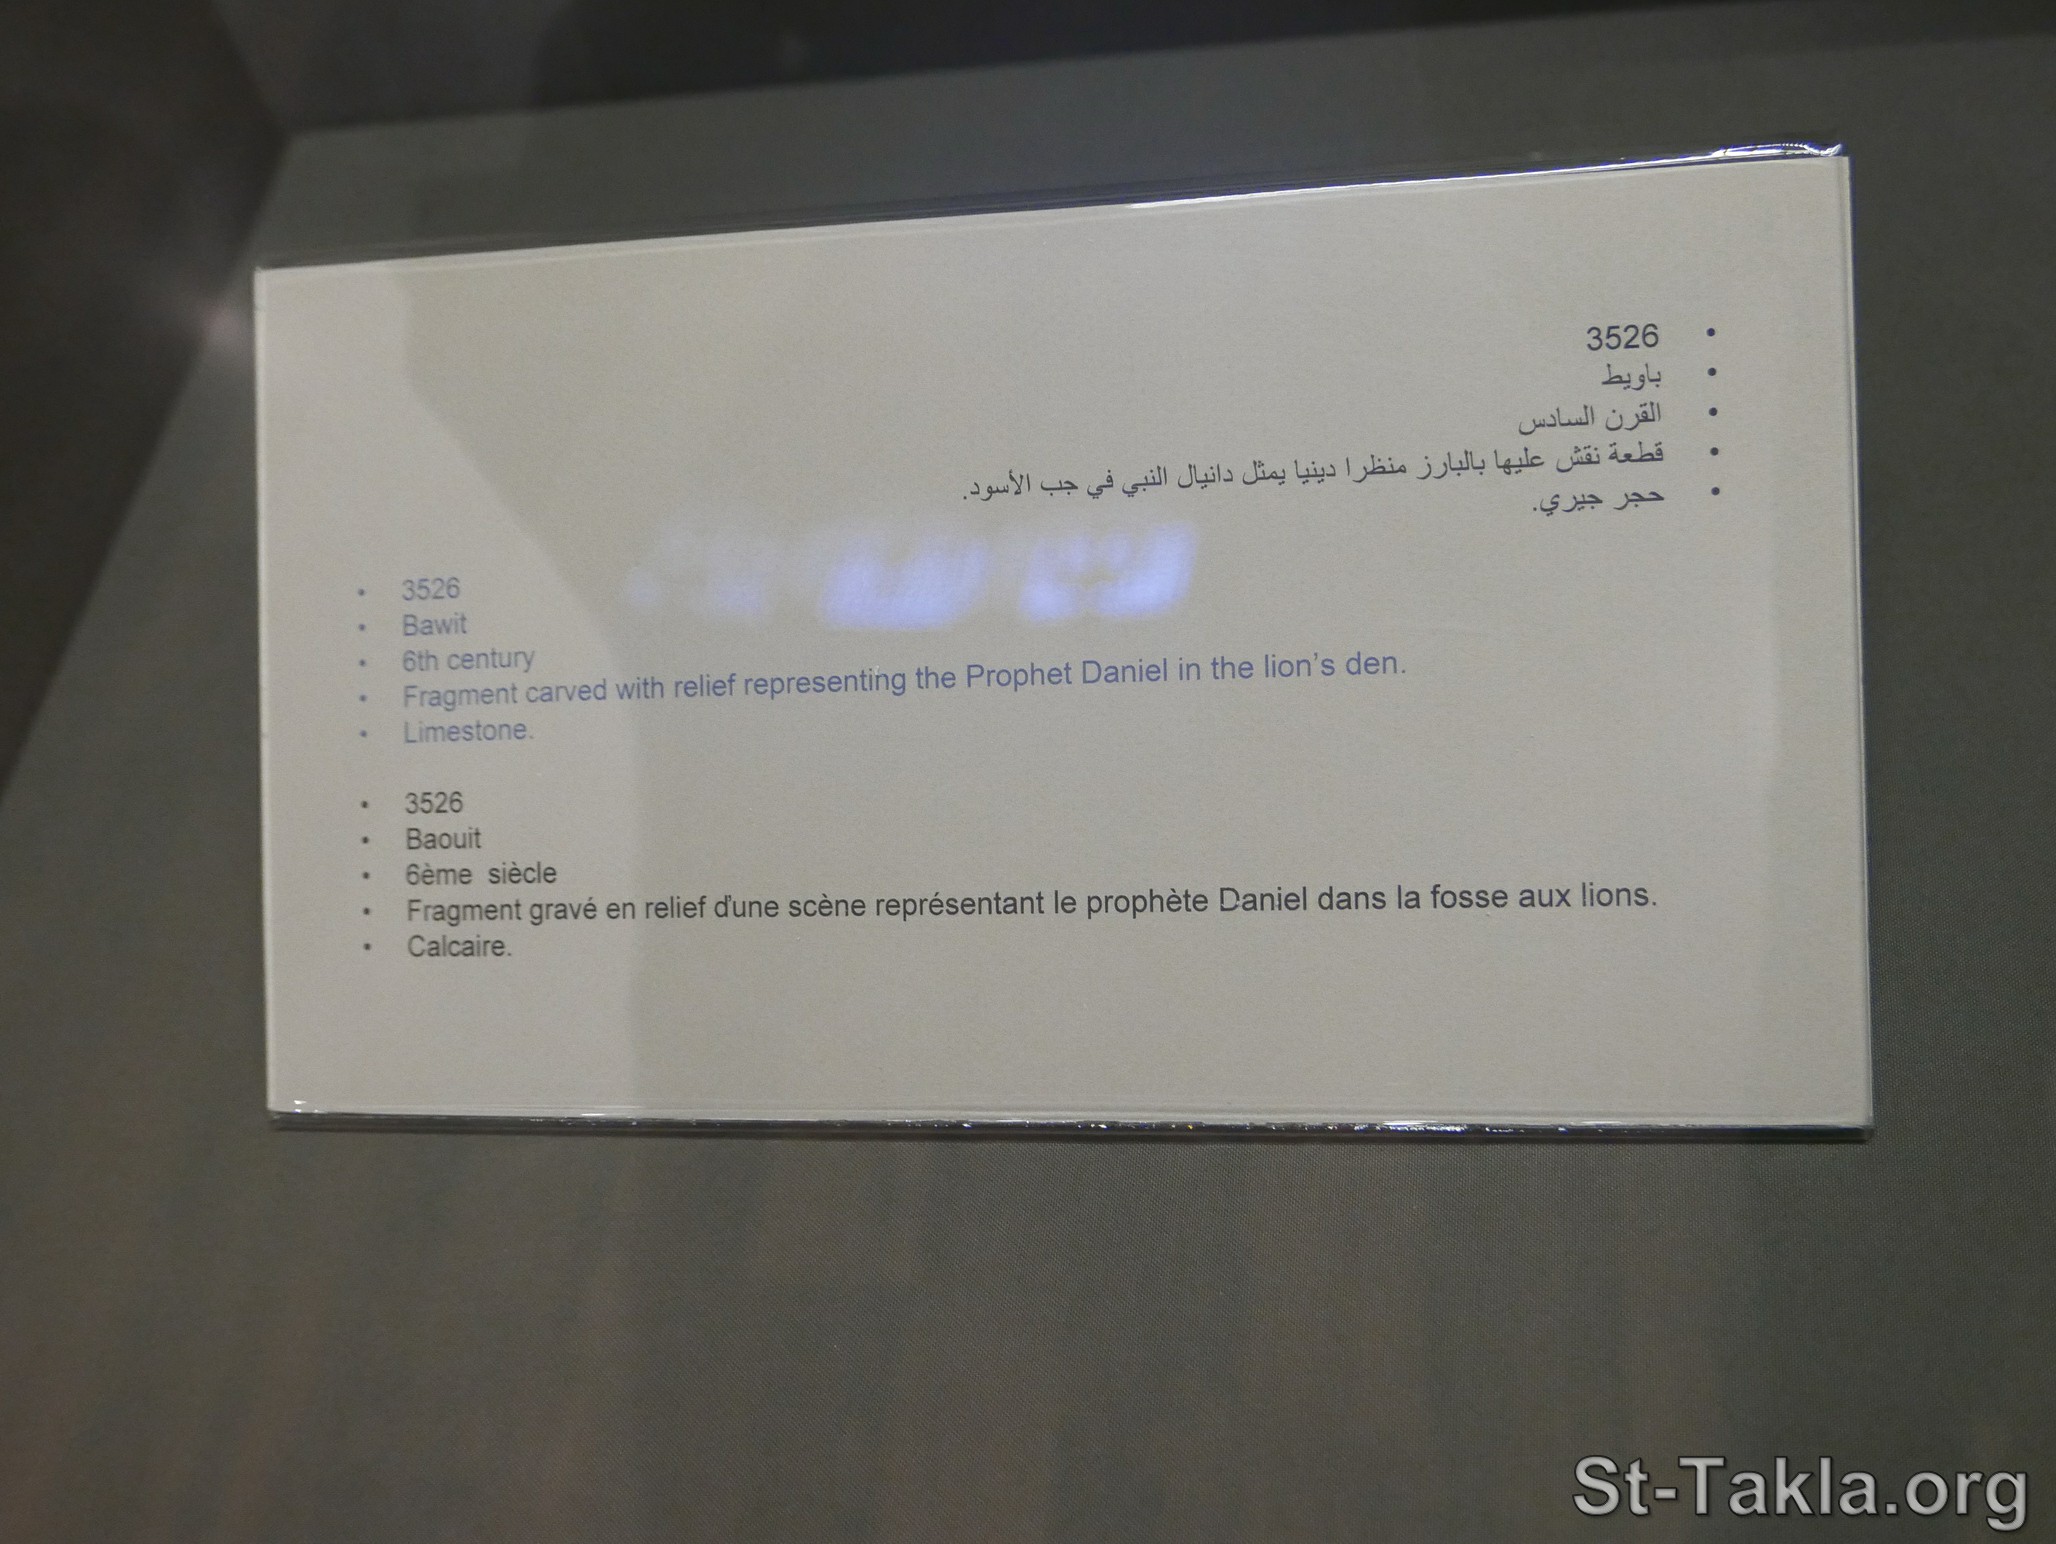 • 3526
• باويط
• القرن السادس
• قطعة نقش عليها بالبارز منظرا دينيا يمثل دانيال النبي في جب الأسود.
• حجر جيري.
• 3526
• Bawit
• 6th century
• Fragment carved with relief representing the Prophet Daniel in the lion’s den.
• Limestone.
• 3526
• Baouit
• 6ème siècle
• Fragment gravé en relief d'une scène représentant le prophète Daniel dans la fosse aux lions.
• Calcaire.
St-Takla.org